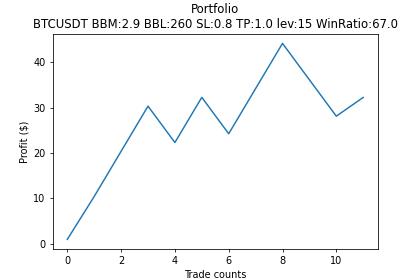 Portfolio
BTCUSDT BBM:2.9 BBL:260 SL:0.8 TP:1.0 lev:15 WinRatio:67.0
40
30
20
10
0
Profit ($)
0 2 4 6 8 10
Trade counts